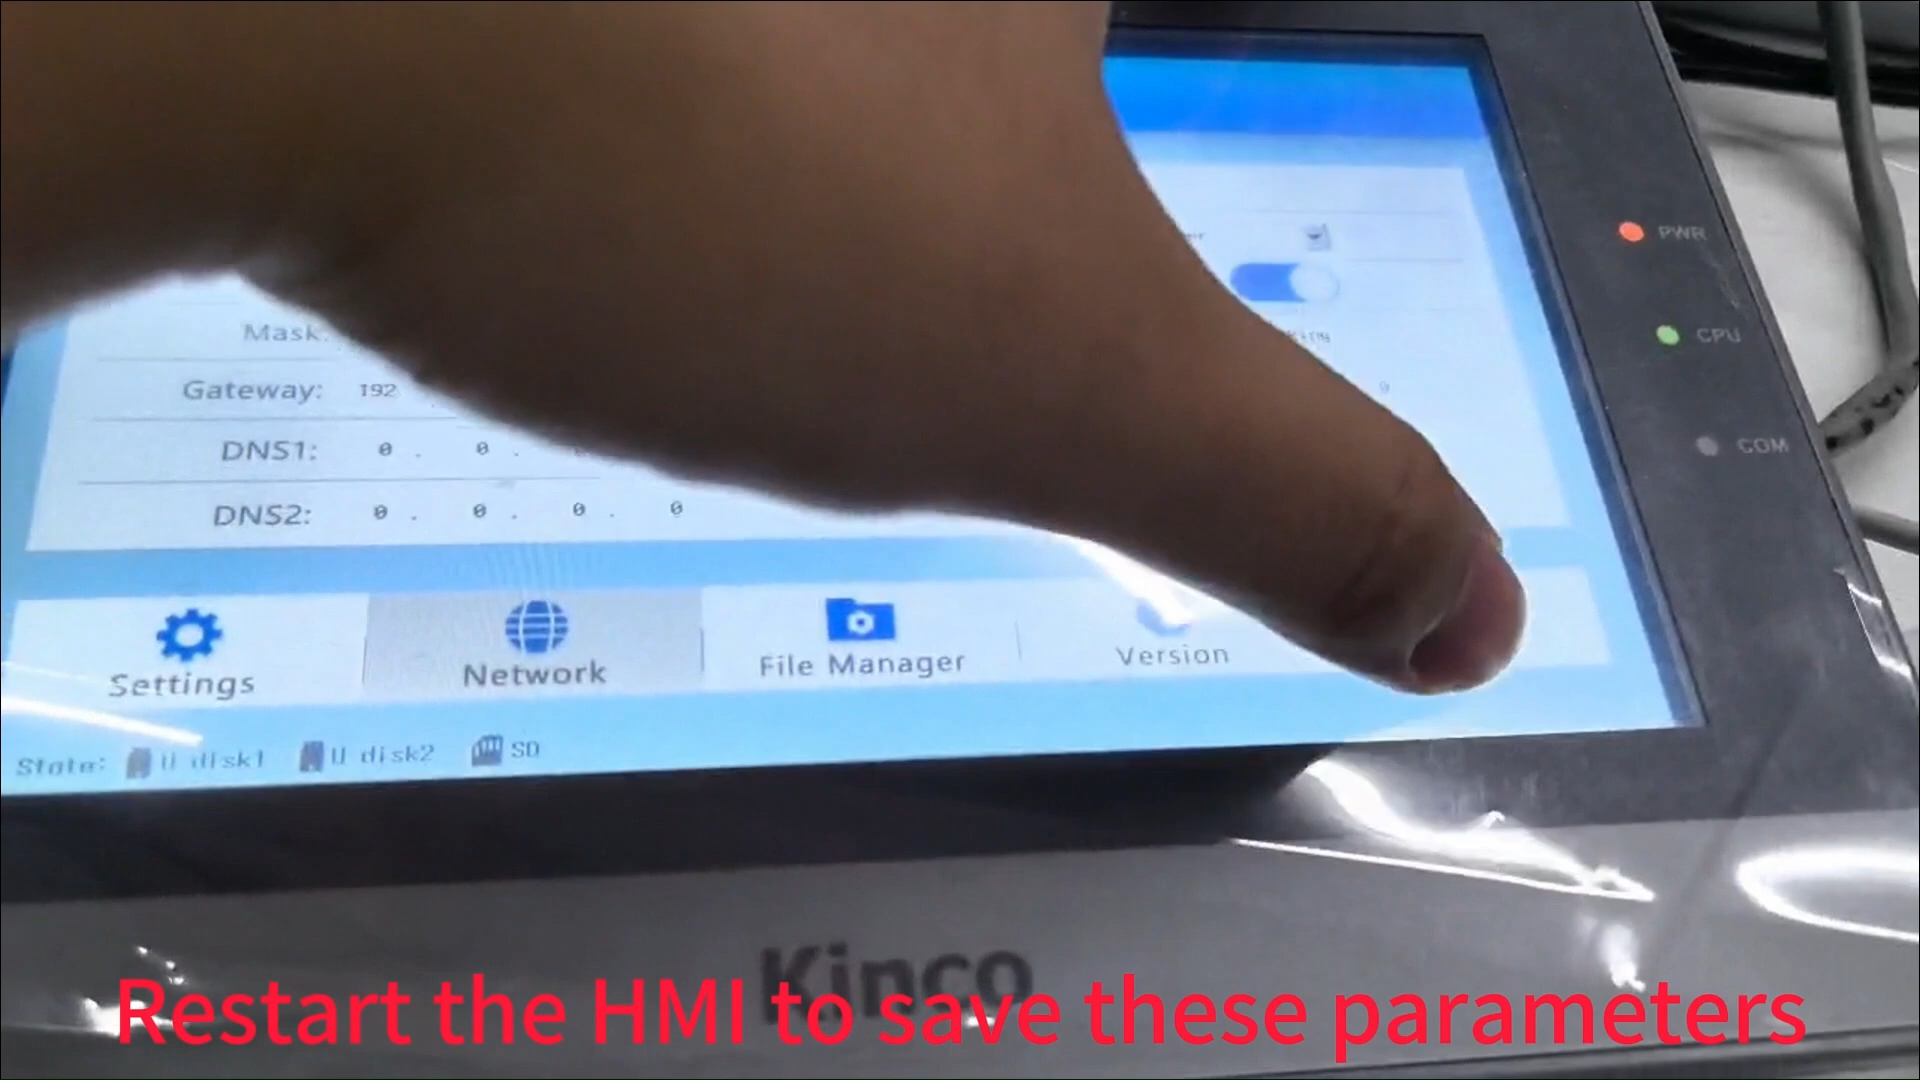 PWR
Mask:
CPU
Gateway: 192
0
DNS1: 0 . 0 .
COM
DNS2: 0 . 0 . 0 . 0
Settings
Network
File Manager
Version
State: U disk1 U disk2 SD
Kinco
Restart the HMI to save these parameters